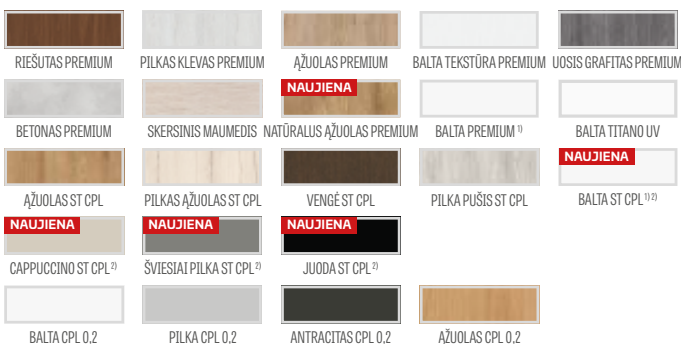 RIEŠUTAS PREMIUM
PILKAS KLEVAS PREMIUM
ĄŽUOLAS PREMIUM
BALTA TEKSTŪRA PREMIUM
UOSIS GRAFITAS PREMIUM
NAUJIENA
BETONAS PREMIUM
SKERSINIS MAUMEDIS
NATŪRALUS ĄŽUOLAS PREMIUM
BALTA PREMIUM 1)
BALTA TITANO UV
NAUJIENA
ĄŽUOLAS ST CPL
PILKAS ĄŽUOLAS ST CPL
VENGĖ ST CPL
PILKA PUŠIS ST CPL
BALTA ST CPL 1) 2)
NAUJIENA
NAUJIENA
NAUJIENA
CAPPUCCINO ST CPL 2)
ŠVIESIAI PILKA ST CPL 2)
JUODA ST CPL 2)
BALTA CPL 0,2
PILKA CPL 0,2
ANTRACITAS CPL 0,2
ĄŽUOLAS CPL 0,2